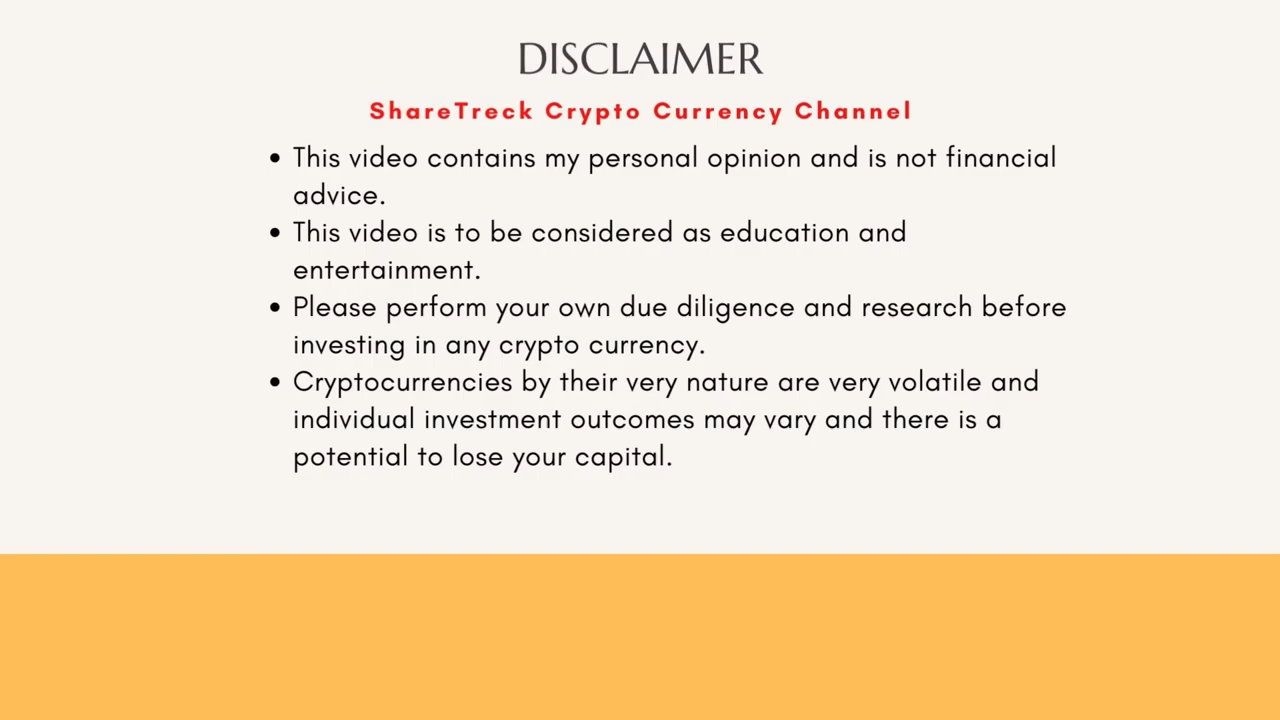 DISCLAIMER
ShareTreck Crypto Currency Channel
• This video contains my personal opinion and is not financial
advice.
• This video is to be considered as education and
entertainment.
• Please perform your own due diligence and research before
investing in any crypto currency.
• Cryptocurrencies by their very nature are very volatile and
individual investment outcomes may vary and there is a
potential to lose your capital.